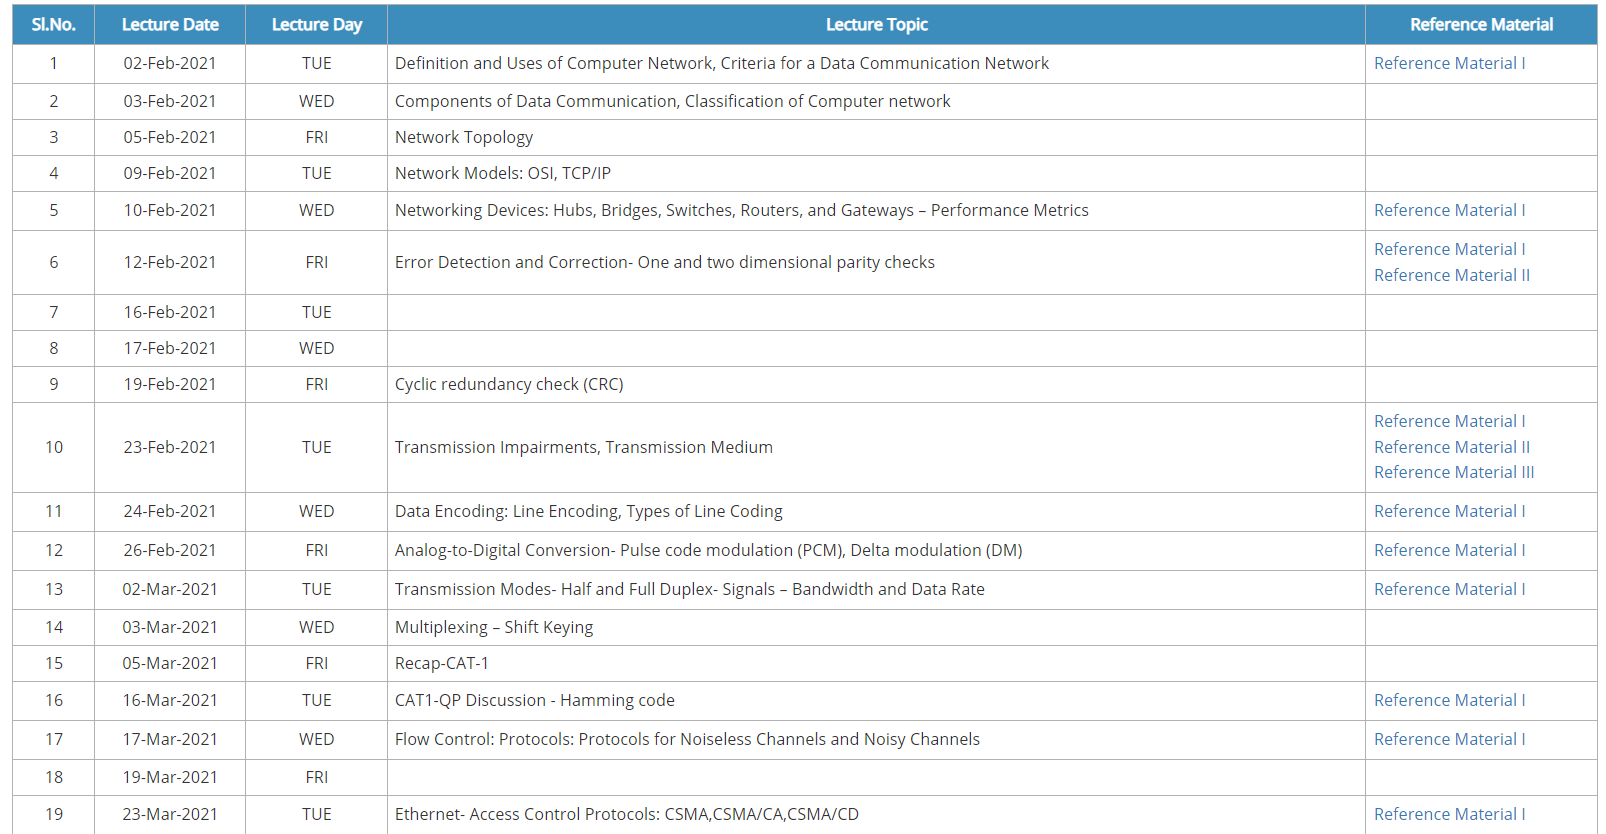 Sl.No. Lecture Date Lecture Day Lecture Topic Reference Material
1 02-Feb-2021 TUE Definition and Uses of Computer Network, Criteria for a Data Communication Network Reference Material I
2 03-Feb-2021 WED Components of Data Communication, Classification of Computer network
3 05-Feb-2021 FRI Network Topology
4 09-Feb-2021 TUE Network Models: OSI, TCP/IP
5 10-Feb-2021 WED Networking Devices: Hubs, Bridges, Switches, Routers, and Gateways – Performance Metrics Reference Material I
6 12-Feb-2021 FRI Error Detection and Correction- One and two dimensional parity checks Reference Material I
Reference Material II
7 16-Feb-2021 TUE
8 17-Feb-2021 WED
9 19-Feb-2021 FRI Cyclic redundancy check (CRC)
10 23-Feb-2021 TUE Transmission Impairments, Transmission Medium Reference Material I
Reference Material II
Reference Material III
11 24-Feb-2021 WED Data Encoding: Line Encoding, Types of Line Coding Reference Material I
12 26-Feb-2021 FRI Analog-to-Digital Conversion- Pulse code modulation (PCM), Delta modulation (DM) Reference Material I
13 02-Mar-2021 TUE Transmission Modes- Half and Full Duplex- Signals – Bandwidth and Data Rate Reference Material I
14 03-Mar-2021 WED Multiplexing – Shift Keying
15 05-Mar-2021 FRI Recap-CAT-1
16 16-Mar-2021 TUE CAT1-QP Discussion - Hamming code Reference Material I
17 17-Mar-2021 WED Flow Control: Protocols: Protocols for Noiseless Channels and Noisy Channels Reference Material I
18 19-Mar-2021 FRI
19 23-Mar-2021 TUE Ethernet- Access Control Protocols: CSMA,CSMA/CA,CSMA/CD Reference Material I